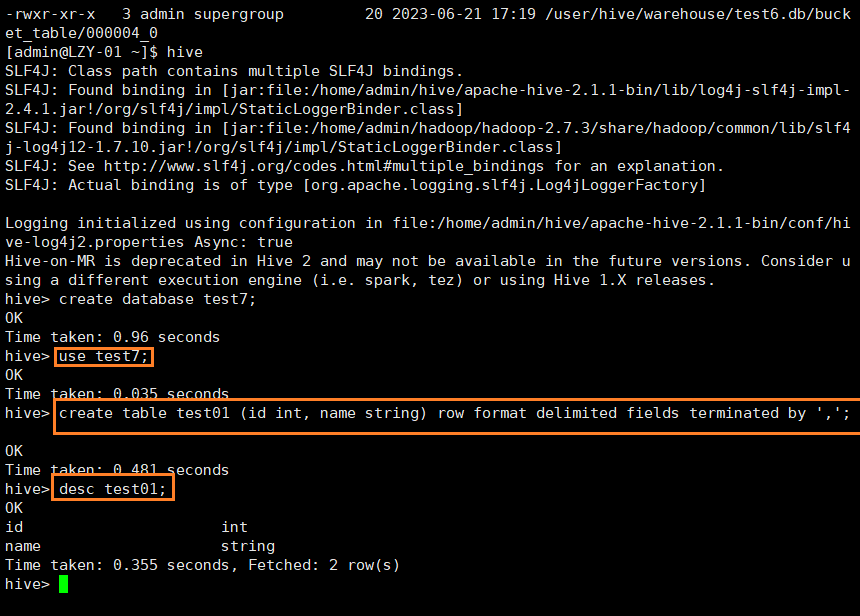 -rwxr-xr-x   3 admin supergroup         20 2023-06-21 17:19 /user/hive/warehouse/test6.db/buck
et_table/000004_0
[admin@LZY-01 ~]$ hive
SLF4J: Class path contains multiple SLF4J bindings.
SLF4J: Found binding in [jar:file:/home/admin/hive/apache-hive-2.1.1-bin/lib/log4j-slf4j-impl-
2.4.1.jar!/org/slf4j/impl/StaticLoggerBinder.class]
SLF4J: Found binding in [jar:file:/home/admin/hadoop/hadoop-2.7.3/share/hadoop/common/lib/slf4
j-log4j12-1.7.10.jar!/org/slf4j/impl/StaticLoggerBinder.class]
SLF4J: See http://www.slf4j.org/codes.html#multiple_bindings for an explanation.
SLF4J: Actual binding is of type [org.apache.logging.slf4j.Log4jLoggerFactory]

Logging initialized using configuration in file:/home/admin/hive/apache-hive-2.1.1-bin/conf/hi
ve-log4j2.properties Async: true
Hive-on-MR is deprecated in Hive 2 and may not be available in the future versions. Consider u
sing a different execution engine (i.e. spark, tez) or using Hive 1.X releases.
hive> create database test7;
OK
Time taken: 0.96 seconds
hive> use test7;
OK
Time taken: 0.035 seconds
hive> create table test01 (id int, name string) row format delimited fields terminated by ',';

OK
Time taken: 0.481 seconds
hive> desc test01;
OK
id                      int
name                    string
Time taken: 0.355 seconds, Fetched: 2 row(s)
hive>